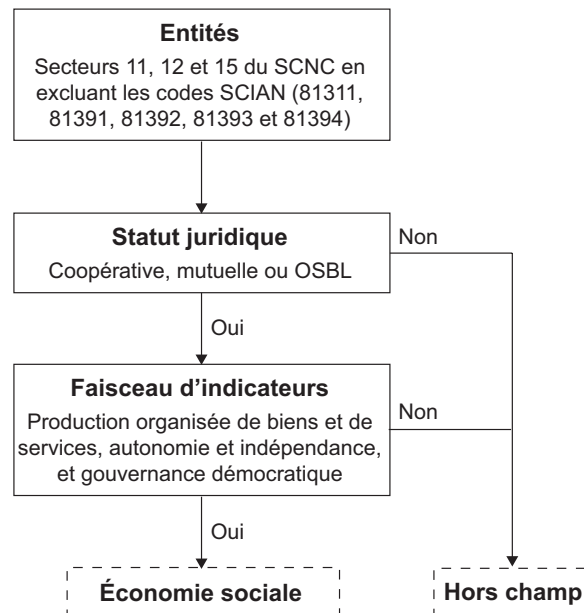 Entités
Secteurs 11, 12 et 15 du SCNC en
excluant les codes SCIAN (81311,
81391, 81392, 81393 et 81394)
Statut juridique
Coopérative, mutuelle ou OSBL
Non
Oui
Faisceau d’indicateurs
Production organisée de biens et de
services, autonomie et indépendance,
et gouvernance démocratique
Non
Oui
Économie sociale
Hors champ